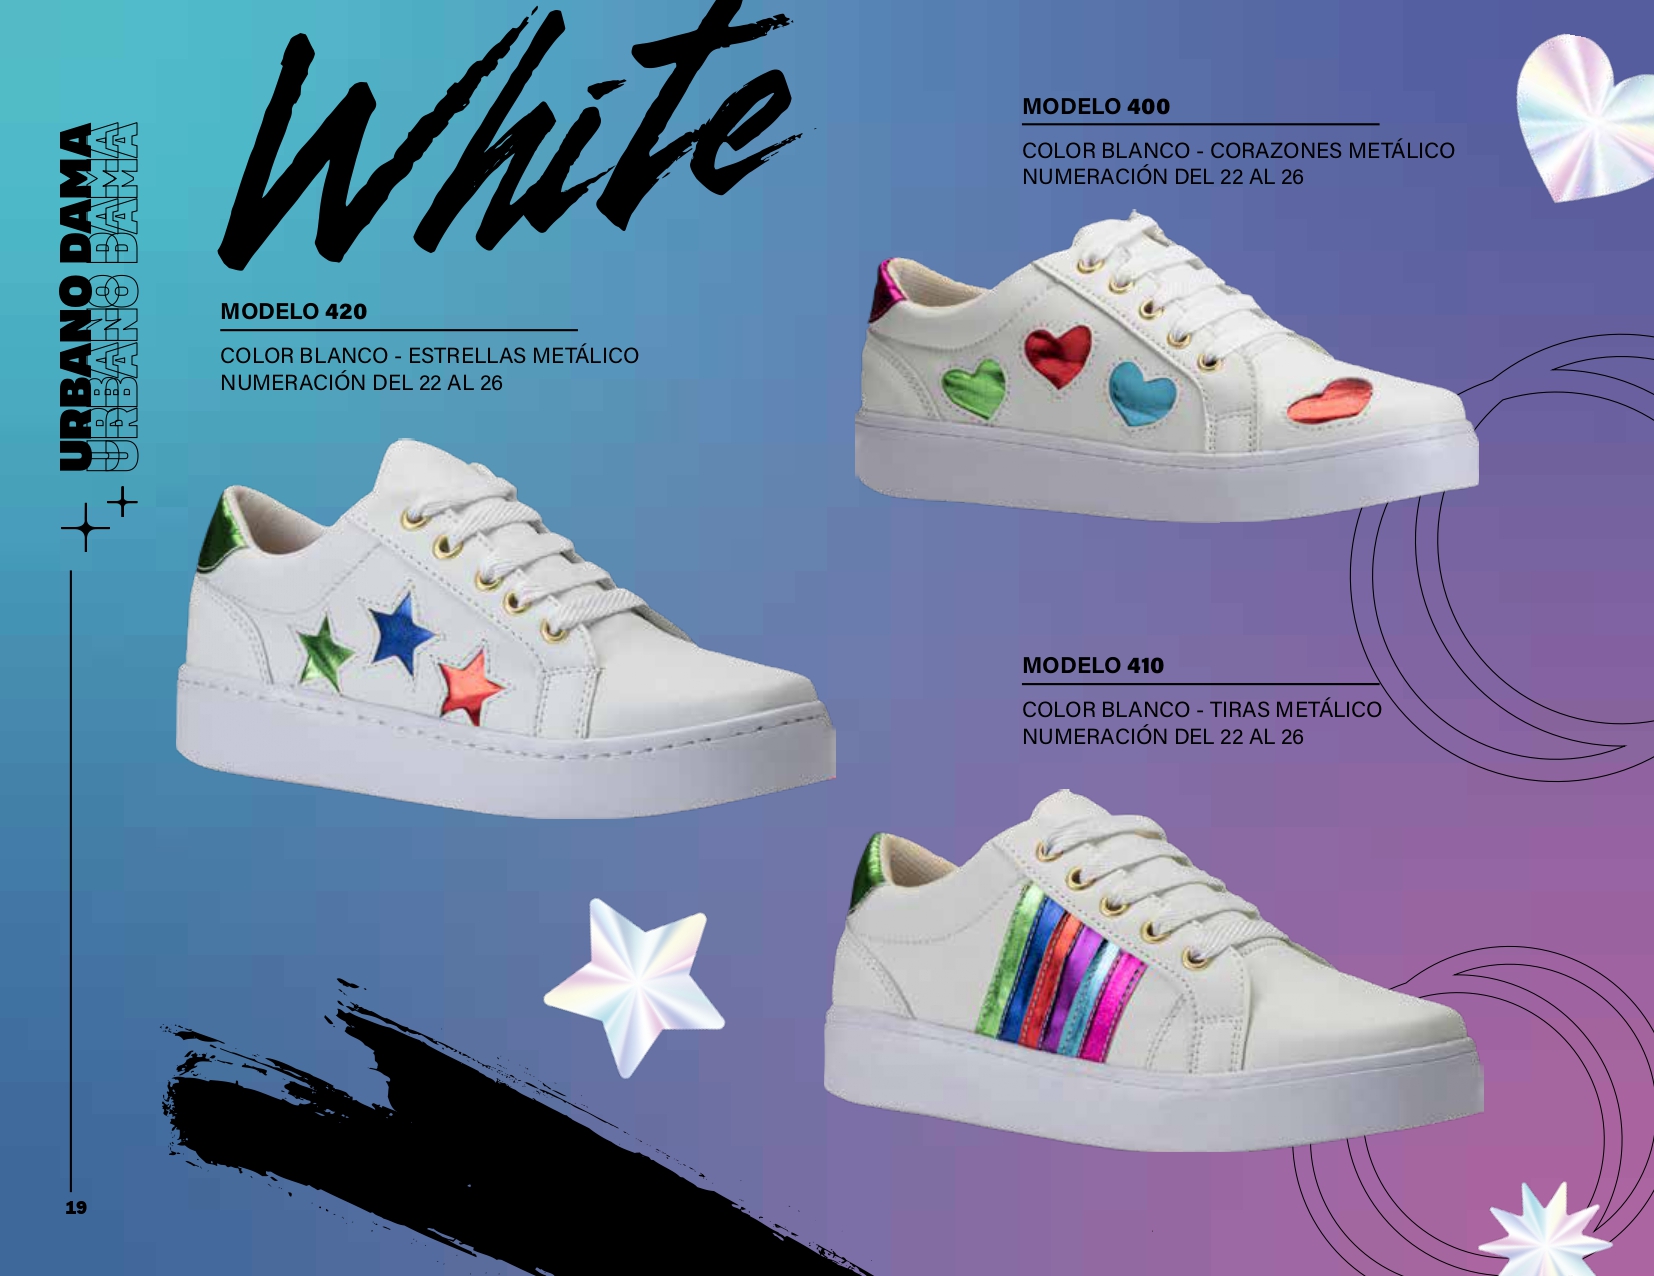 White
URBANO DAMA
URBANO DAMA
URBANO DAMA
MODELO 420
COLOR BLANCO - ESTRELLAS METÁLICO
NUMERACIÓN DEL 22 AL 26
MODELO 400
COLOR BLANCO - CORAZONES METÁLICO
NUMERACIÓN DEL 22 AL 26
MODELO 410
COLOR BLANCO - TIRAS METÁLICO
NUMERACIÓN DEL 22 AL 26
19